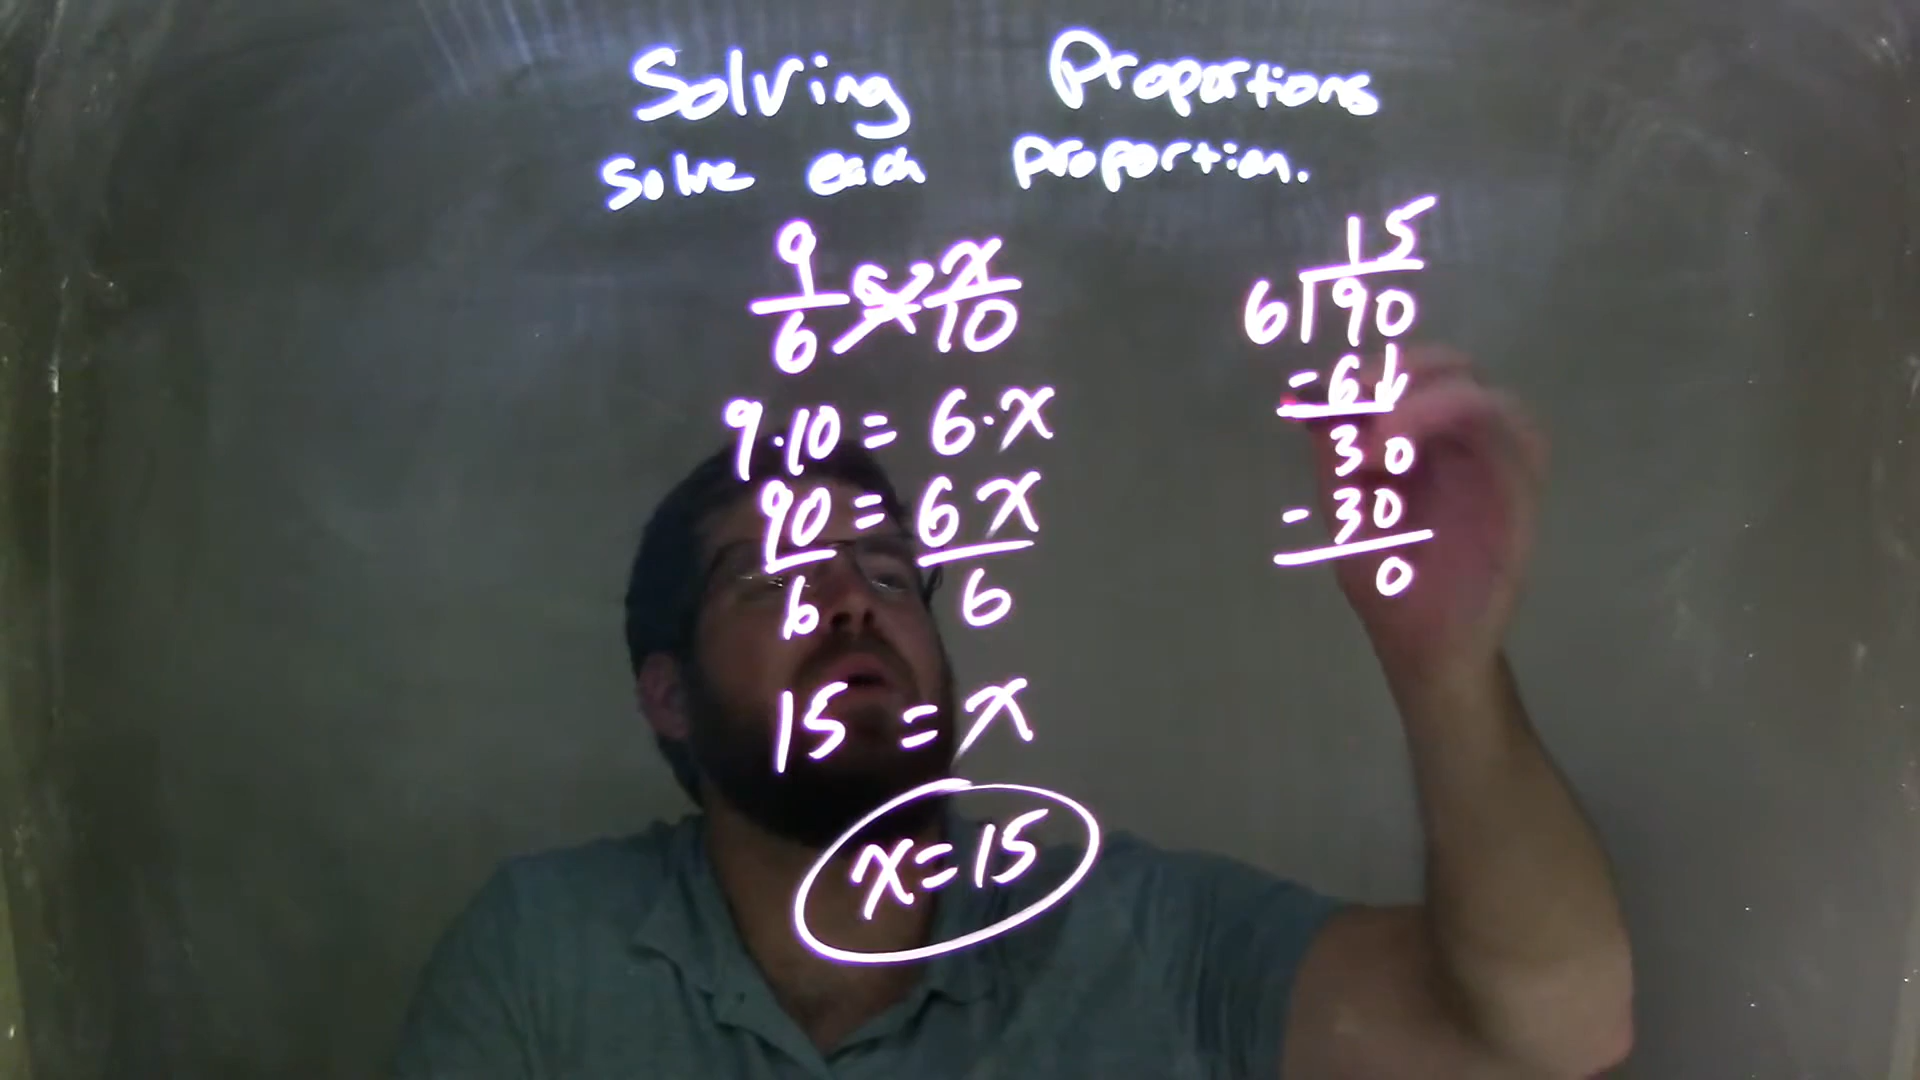 Solving Proportions
Solve each proportion.
9/6 = x/10
9·10 = 6·x
90/6 = 6x/6
15 = x
x=15
15
6)90
-6
30
-30
0